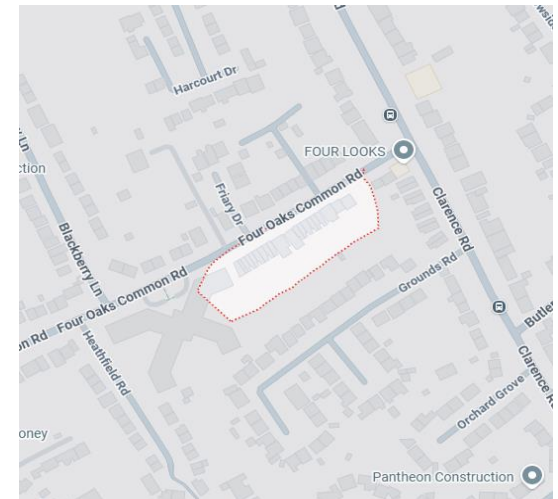 Harcourt Dr
FOUR LOOKS
ction
Blackberry Ln
Friary Dr
Four Oaks Common Rd
Clarence Rd
Four Oaks Common Rd
on Rd
Grounds Rd
Heathfield Rd
Butler
Clarence Rd
Orchard Grove
oney
Pantheon Construction